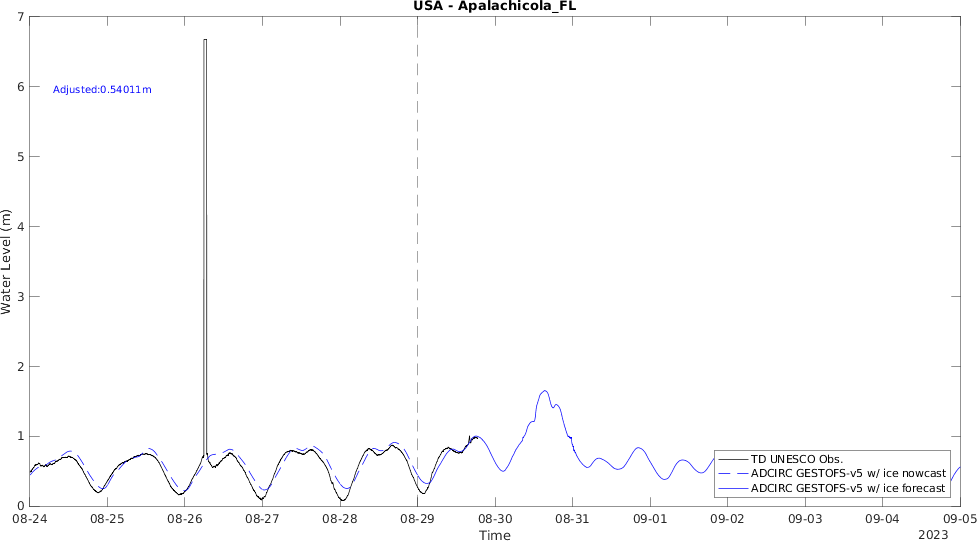 USA - Apalachicola_FL
7
6
5
4
3
2
1
0
Water Level (m)
Adjusted:0.54011m
TD UNESCO Obs.
ADCIRC GESTOFS-v5 w/ ice nowcast
ADCIRC GESTOFS-v5 w/ ice forecast
08-24 08-25 08-26 08-27 08-28 08-29 08-30 08-31 09-01 09-02 09-03 09-04 09-05
Time
2023